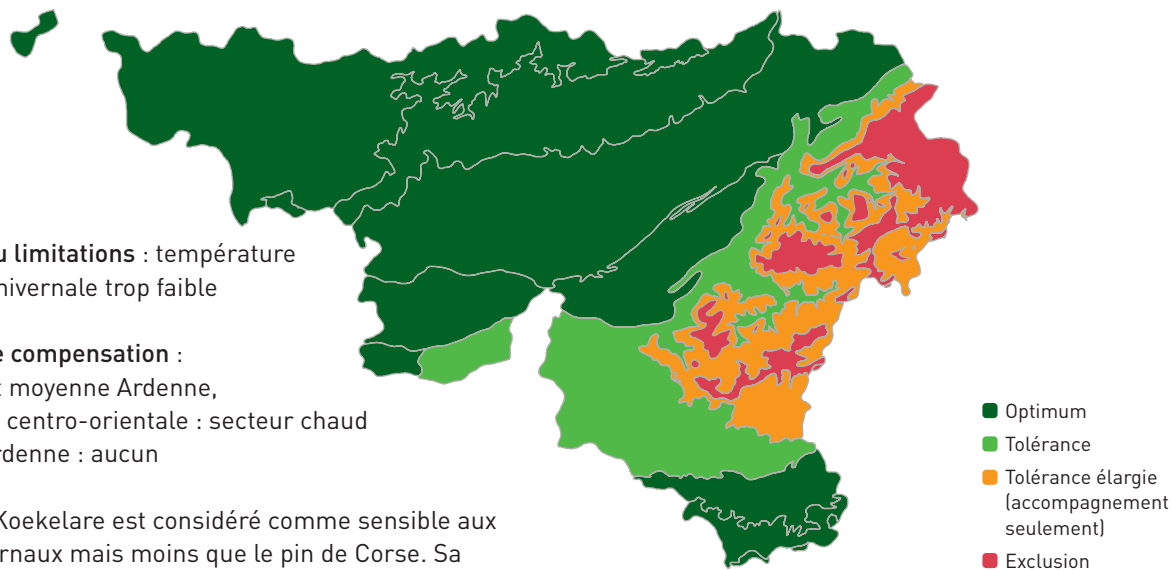 u limitations : température
nivernale trop faible
e compensation :
t moyenne Ardenne,
centro-orientale : secteur chaud
rdenne : aucun
Koekelare est considéré comme sensible aux
rnaux mais moins que le pin de Corse. Sa
Optimum
Tolérance
Tolérance élargie
(accompagnement
seulement)
Exclusion